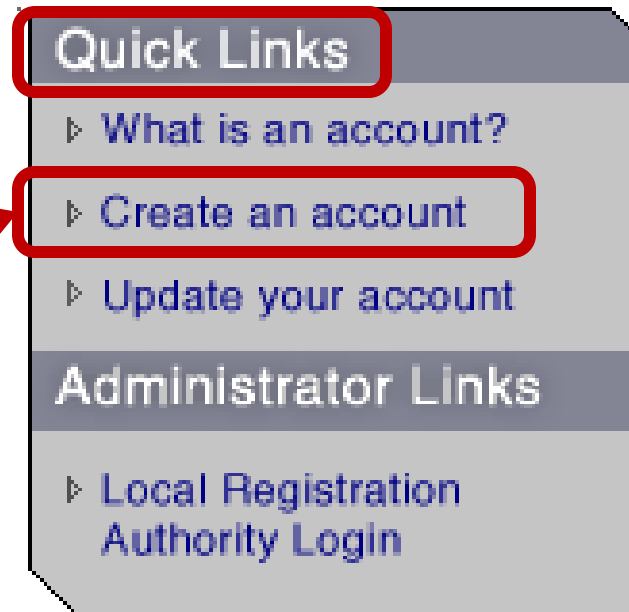 Quick Links
What is an account?
Create an account
Update your account
Administrator Links
Local Registration
Authority Login